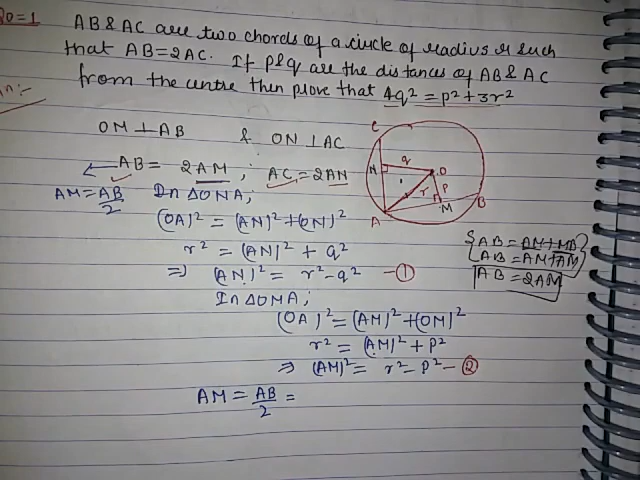 Qo=1 AB & AC are two chords of a circle of radius r such
that AB=2AC. If p&q are the distances of AB & AC
from the centre then prove that 4q² = p²+3r²
OM ⊥ AB & ON ⊥ AC
← AB = 2AM, AC = 2AN
AM = AB/2 In △ONA;
(OA)² = (AN)² + (ON)²
r² = (AN)² + q²
⇒ (AN)² = r² - q² - ①
In △OMA;
(OA)² = (AM)² + (OM)²
r² = (AM)² + p²
⇒ (AM)² = r² - p² - ②
AM = AB/2 =
C
N
q
O
r
p
A
M
B
{AB = AM+MB}
{AB = AM+AM}
AB = 2AM